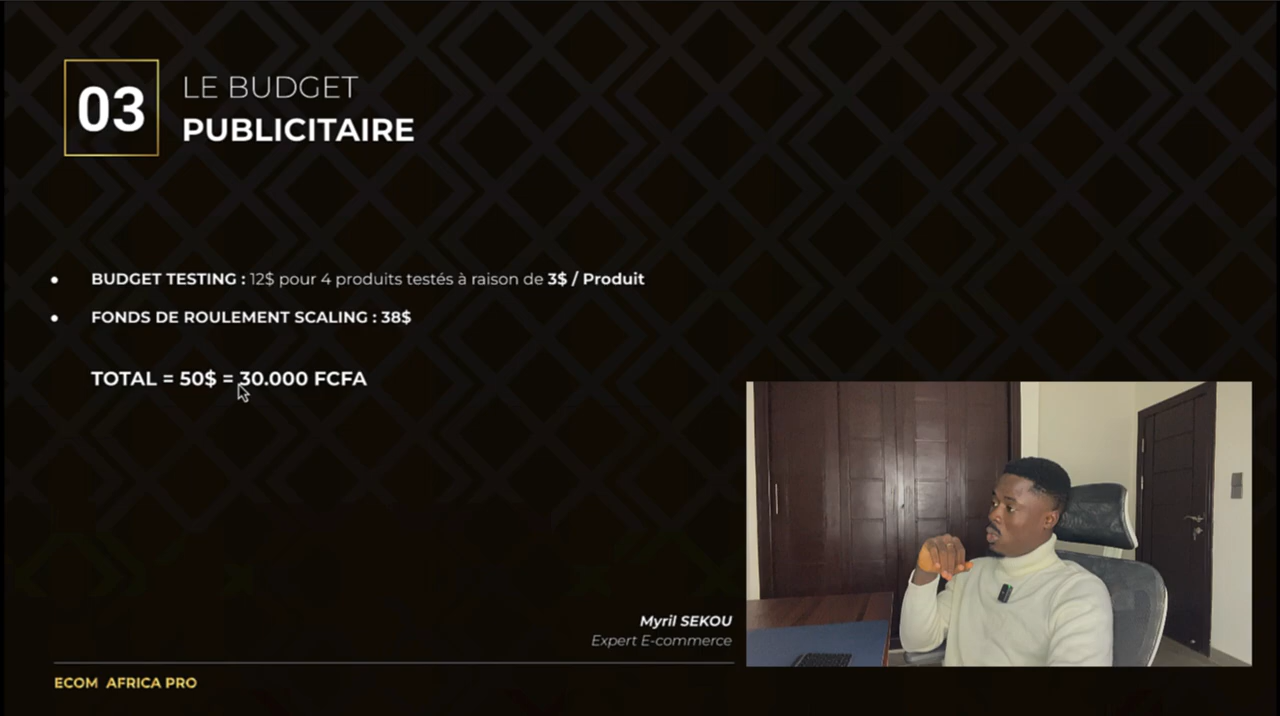 03
LE BUDGET
PUBLICITAIRE
BUDGET TESTING : 12$ pour 4 produits testés à raison de 3$ / Produit
FONDS DE ROULEMENT SCALING : 38$
TOTAL = 50$ = 30.000 FCFA
Myril SEKOU
Expert E-commerce
ECOM AFRICA PRO